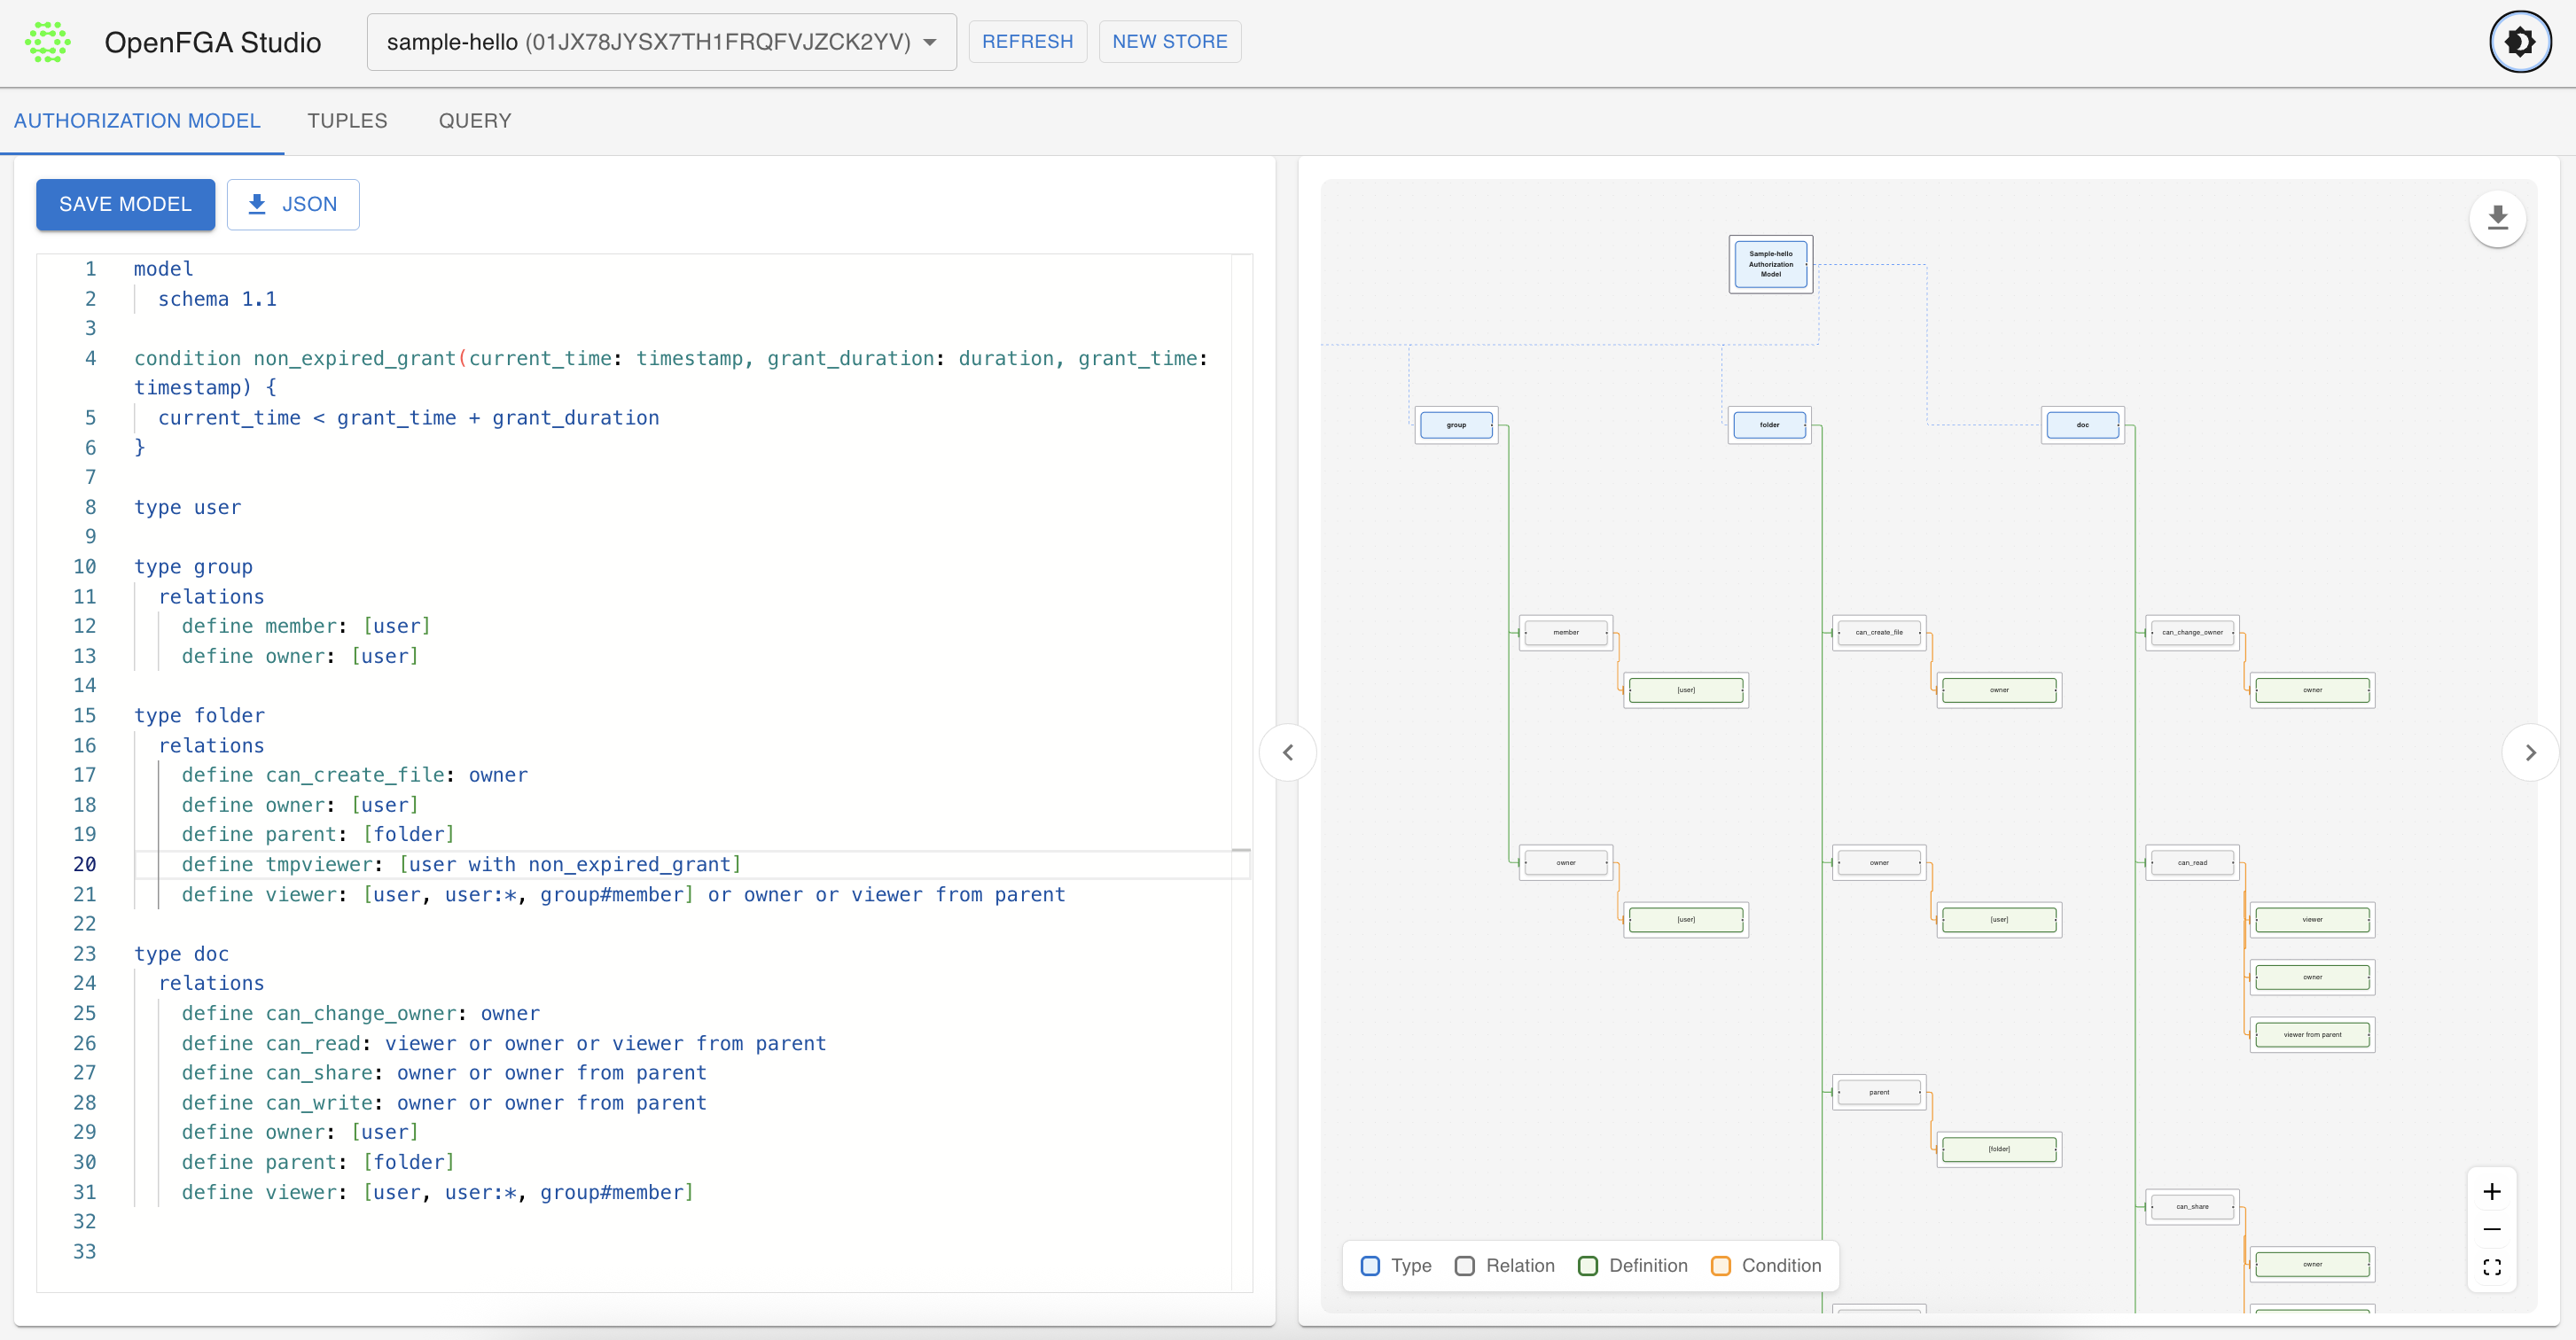 OpenFGA Studio
sample-hello (01JX78JYSX7TH1FRQFVJZCK2YV)
REFRESH
NEW STORE
AUTHORIZATION MODEL
TUPLES
QUERY
SAVE MODEL
JSON
1 model
2 schema 1.1
3
4 condition non_expired_grant(current_time: timestamp, grant_duration: duration, grant_time:
timestamp) {
5 current_time < grant_time + grant_duration
6 }
7
8 type user
9
10 type group
11 relations
12 define member: [user]
13 define owner: [user]
14
15 type folder
16 relations
17 define can_create_file: owner
18 define owner: [user]
19 define parent: [folder]
20 define tmpviewer: [user with non_expired_grant]
21 define viewer: [user, user:*, group#member] or owner or viewer from parent
22
23 type doc
24 relations
25 define can_change_owner: owner
26 define can_read: viewer or owner or viewer from parent
27 define can_share: owner or owner from parent
28 define can_write: owner or owner from parent
29 define owner: [user]
30 define parent: [folder]
31 define viewer: [user, user:*, group#member]
32
33
Sample-hello
Authorization
Model
group
folder
doc
member
can_create_file
can_change_owner
[user]
owner
owner
owner
owner
can_read
[user]
[user]
viewer
owner
viewer from parent
parent
[folder]
can_share
owner
Type
Relation
Definition
Condition